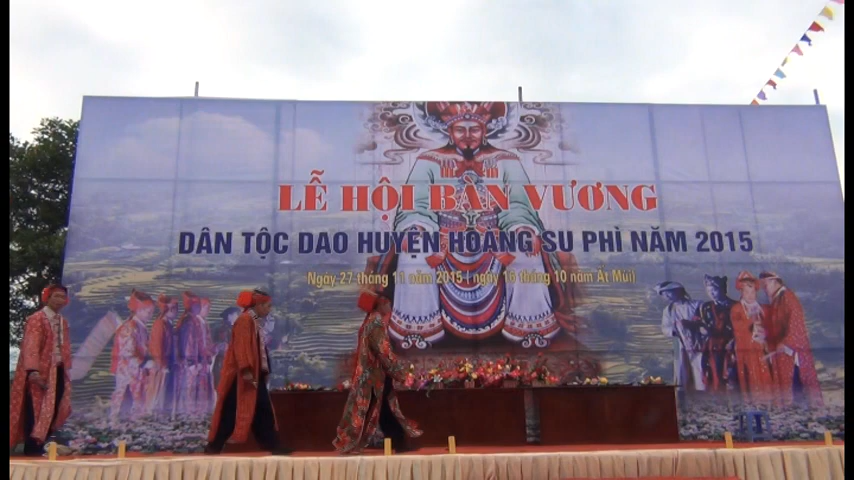 LỄ HỘI BÀN VƯƠNG
DÂN TỘC DAO HUYỆN HOÀNG SU PHÌ NĂM 2015
Ngày 27 tháng 11 năm 2015 ( ngày 16 tháng 10 năm Ất Mùi)